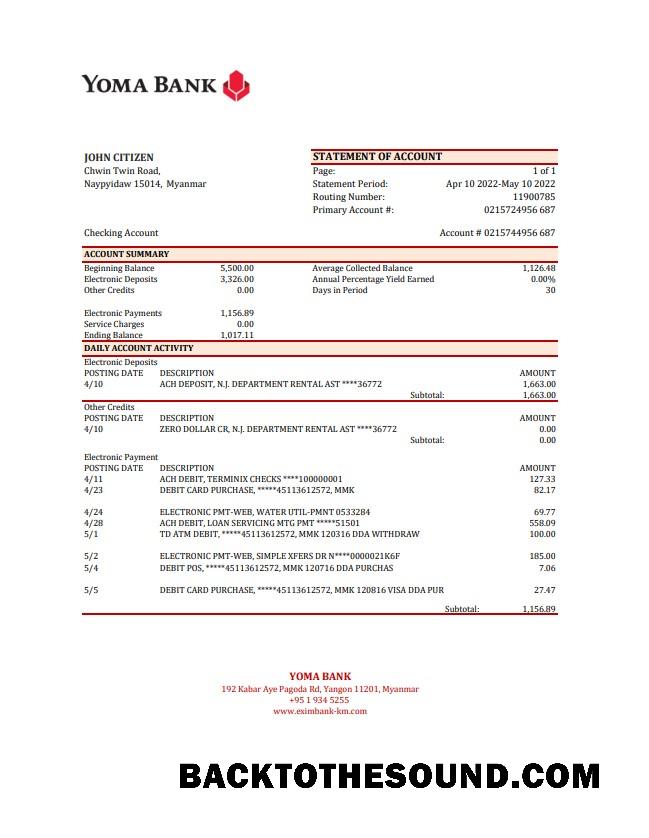 YOMA BANK
JOHN CITIZEN
Chwin Twin Road,
Naypyidaw 15014, Myanmar
STATEMENT OF ACCOUNT
Page: 1 of 1
Statement Period: Apr 10 2022-May 10 2022
Routing Number: 11900785
Primary Account #: 0215724956 687
Checking Account Account # 0215744956 687
ACCOUNT SUMMARY
Beginning Balance 5,500.00 Average Collected Balance 1,126.48
Electronic Deposits 3,326.00 Annual Percentage Yield Earned 0.00%
Other Credits 0.00 Days in Period 30
Electronic Payments 1,156.89
Service Charges 0.00
Ending Balance 1,017.11
DAILY ACCOUNT ACTIVITY
Electronic Deposits
POSTING DATE DESCRIPTION AMOUNT
4/10 ACH DEPOSIT, N.J. DEPARTMENT RENTAL AST ****36772 1,663.00
Subtotal: 1,663.00
Other Credits
POSTING DATE DESCRIPTION AMOUNT
4/10 ZERO DOLLAR CR, N.J. DEPARTMENT RENTAL AST ****36772 0.00
Subtotal: 0.00
Electronic Payment
POSTING DATE DESCRIPTION AMOUNT
4/11 ACH DEBIT, TERMINIX CHECKS ****100000001 127.33
4/23 DEBIT CARD PURCHASE, *****45113612572, MMK 82.17
4/24 ELECTRONIC PMT-WEB, WATER UTIL-PMNT 0533284 69.77
4/28 ACH DEBIT, LOAN SERVICING MTG PMT *****51501 558.09
5/1 TD ATM DEBIT, *****45113612572, MMK 120316 DDA WITHDRAW 100.00
5/2 ELECTRONIC PMT-WEB, SIMPLE XFERS DR N****0000021K6F 185.00
5/4 DEBIT POS, *****45113612572, MMK 120716 DDA PURCHAS 7.06
5/5 DEBIT CARD PURCHASE, *****45113612572, MMK 120816 VISA DDA PUR 27.47
Subtotal: 1,156.89
YOMA BANK
192 Kabar Aye Pagoda Rd, Yangon 11201, Myanmar
+95 1 934 5255
www.eximbank-km.com
BACKTOTHESOUND.COM